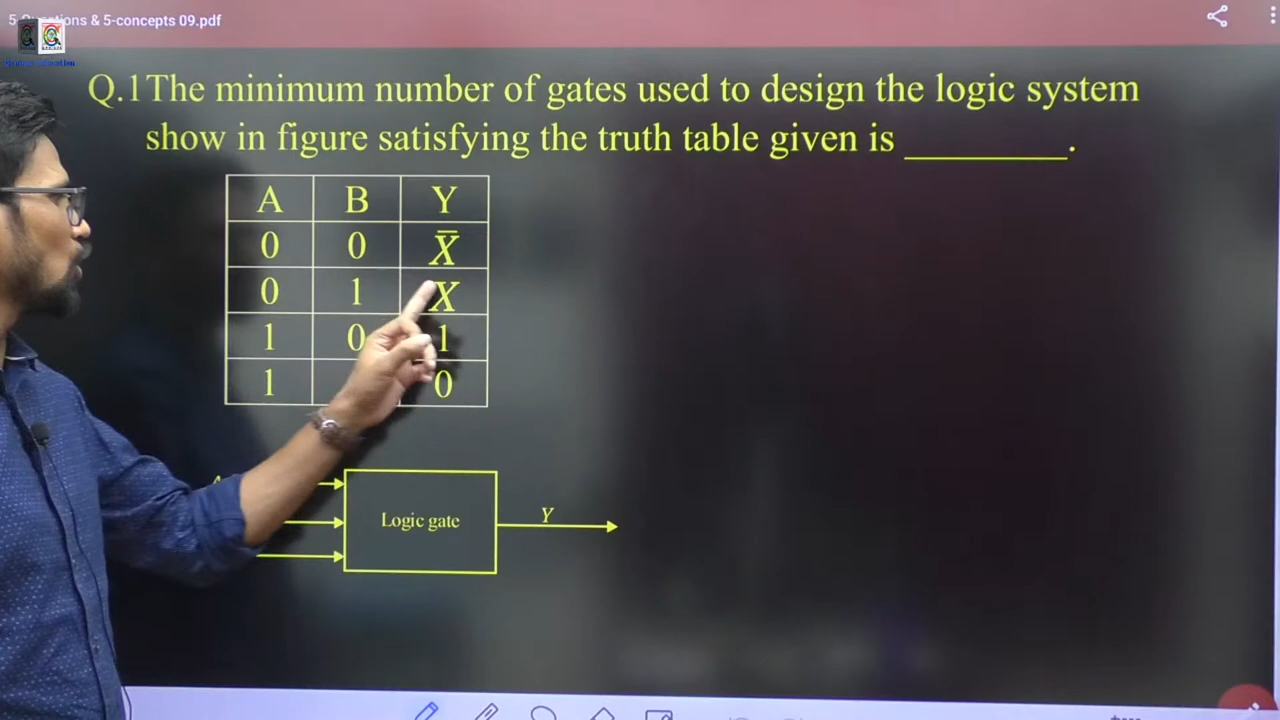 5-Questions & 5-concepts 09.pdf
Q.1 The minimum number of gates used to design the logic system
show in figure satisfying the truth table given is ________.
A B Y
0 0 X̅
0 1 X
1 0 1
1 0
Logic gate
Y